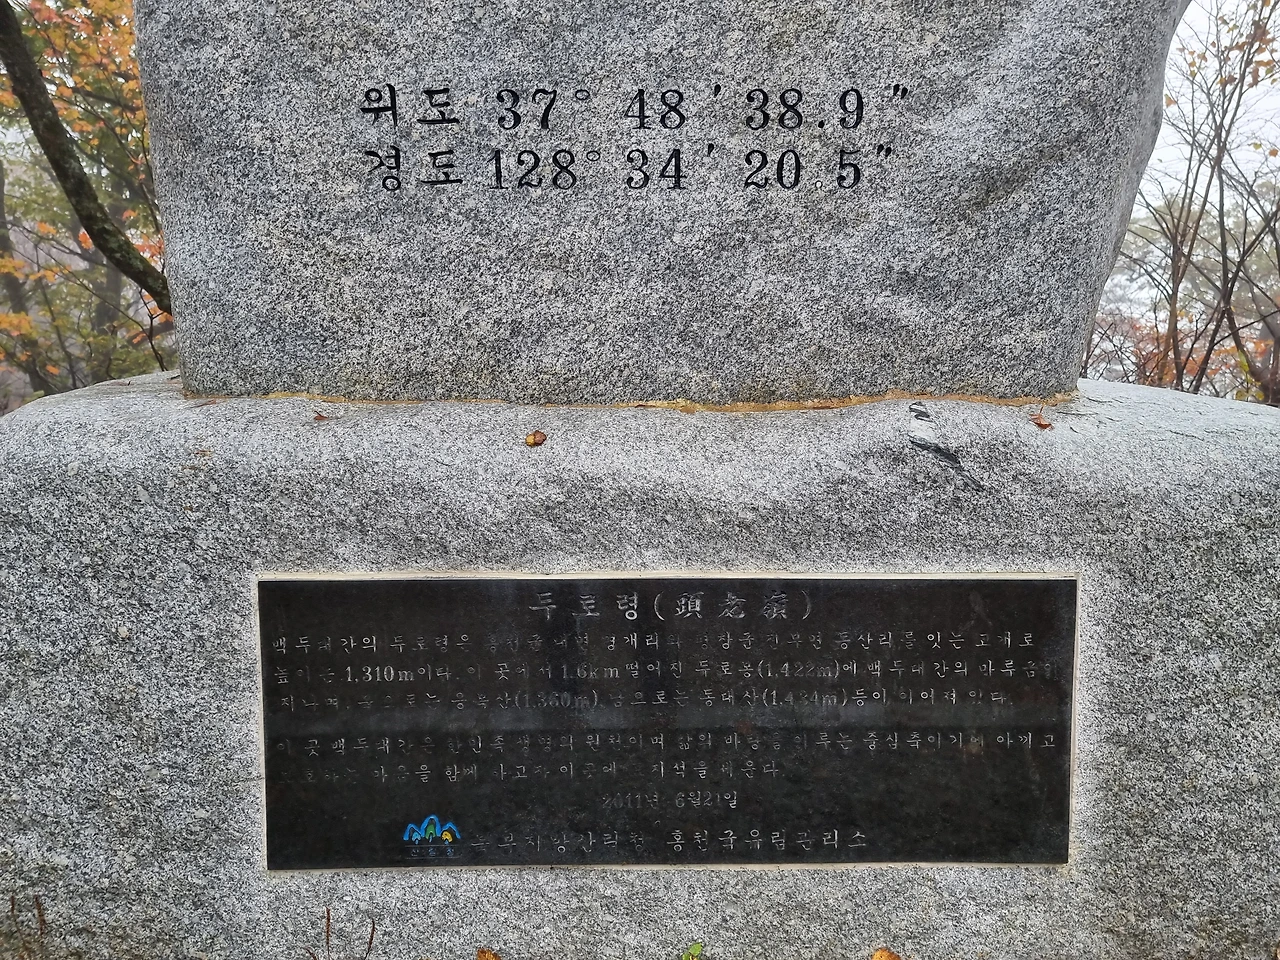 위도 37° 48 ′ 38.9 ″
경도 128° 34 ′ 20.5 ″
두로령(頭老嶺)
백두대간의 두로령은 홍천군 내면 명개리와 평창군 진부면 동산리를 잇는 고개로
높이는 1,310m이다. 이 곳에서 1.6km 떨어진 두로봉(1,422m)에 백두대간의 마루금이
지나며, 으로는 응복산(1,360m) 으로는 동대산(1,434m)등이 이어져 있다.
이 곳 백두대간은 한민족 생명의 원천이며 삶의 바탕을 이루는 중심축이기에 아끼고
보호하는 마음을 함께 하고자 이곳에 표지석을 세운다.
2011년 6월21일
산림청
북부지방산림청 홍천국유림관리소